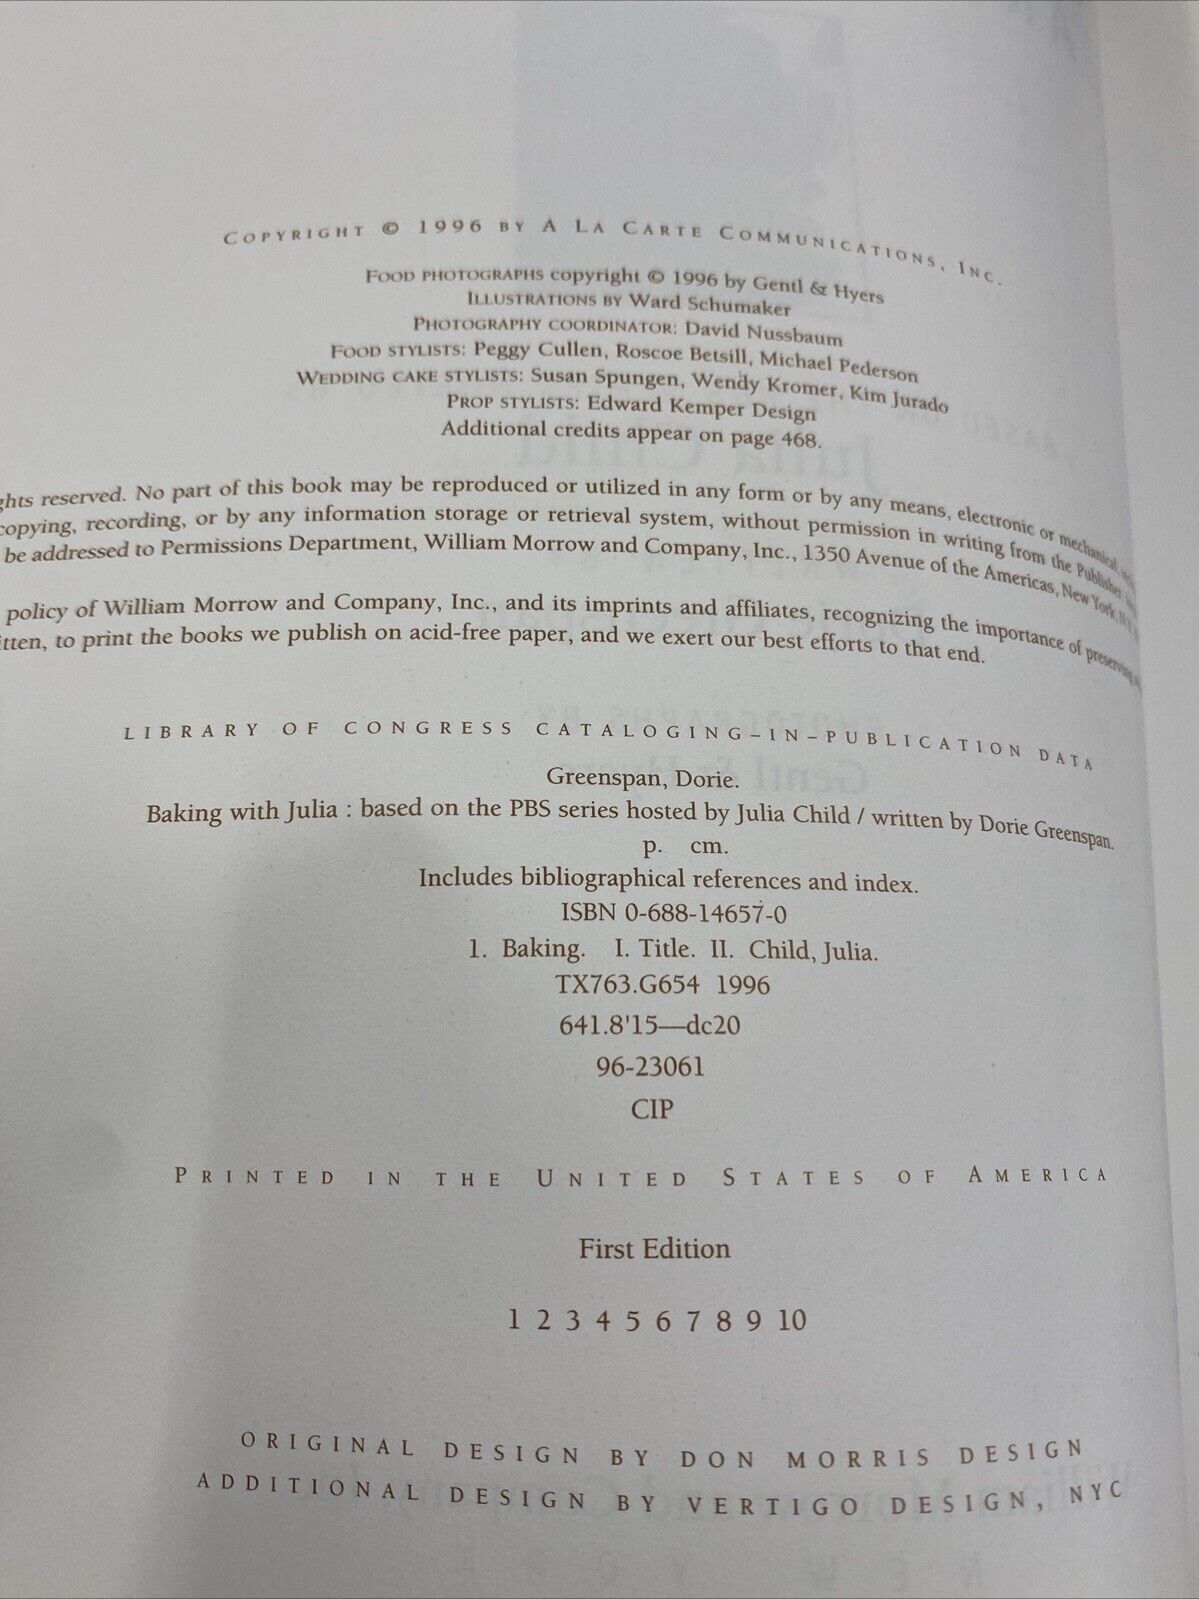 COPYRIGHT © 1996 BY A LA CARTE COMMUNICATIONS, INC.
FOOD PHOTOGRAPHS copyright © 1996 by Gentl & Hyers
ILLUSTRATIONS BY Ward Schumaker
PHOTOGRAPHY COORDINATOR: David Nussbaum
FOOD STYLISTS: Peggy Cullen, Roscoe Betsill, Michael Pederson
WEDDING CAKE STYLISTS: Susan Spungen, Wendy Kromer, Kim Jurado
PROP STYLISTS: Edward Kemper Design
Additional credits appear on page 468.
ghts reserved. No part of this book may be reproduced or utilized in any form or by any means, electronic or mechanical,
copying, recording, or by any information storage or retrieval system, without permission in writing from the Publisher.
be addressed to Permissions Department, William Morrow and Company, Inc., 1350 Avenue of the Americas, New York,
policy of William Morrow and Company, Inc., and its imprints and affiliates, recognizing the importance of preserving
itten, to print the books we publish on acid-free paper, and we exert our best efforts to that end.
LIBRARY OF CONGRESS CATALOGING-IN-PUBLICATION DATA
Greenspan, Dorie.
Baking with Julia : based on the PBS series hosted by Julia Child / written by Dorie Greenspan.
p. cm.
Includes bibliographical references and index.
ISBN 0-688-14657-0
1. Baking. I. Title. II. Child, Julia.
TX763.G654 1996
641.8'15—dc20
96-23061
CIP
PRINTED IN THE UNITED STATES OF AMERICA
First Edition
1 2 3 4 5 6 7 8 9 10
ORIGINAL DESIGN BY DON MORRIS DESIGN
ADDITIONAL DESIGN BY VERTIGO DESIGN, NYC